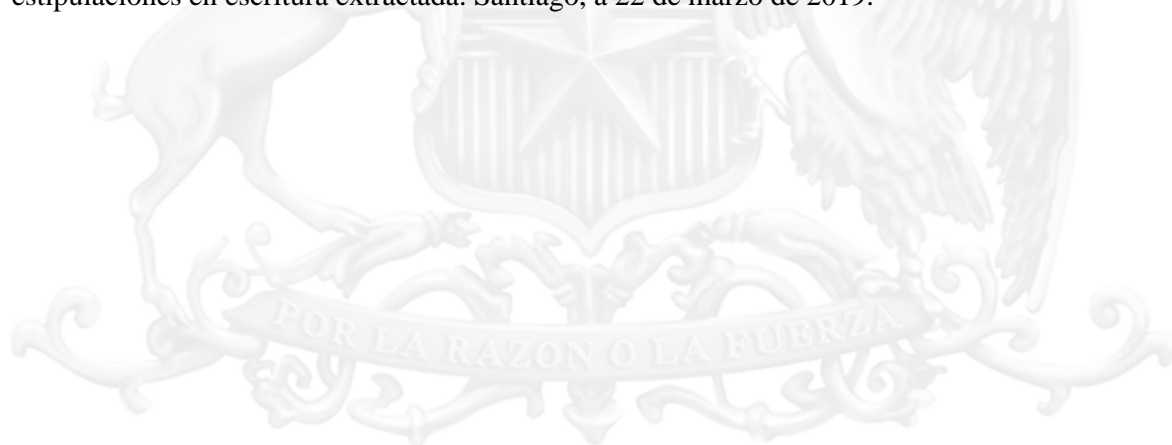 estipulaciones en escritura extractada. Santiago, a 22 de marzo de 2019.
POR LA RAZON O LA FUERZA